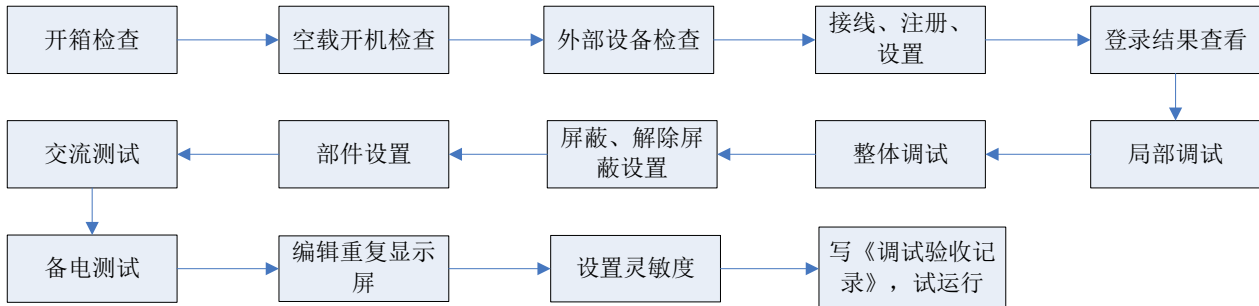 开箱检查
空载开机检查
外部设备检查
接线、注册、
设置
登录结果查看
局部调试
整体调试
屏蔽、解除屏
蔽设置
部件设置
交流测试
备电测试
编辑重复显示
屏
设置灵敏度
写《调试验收记
录》，试运行